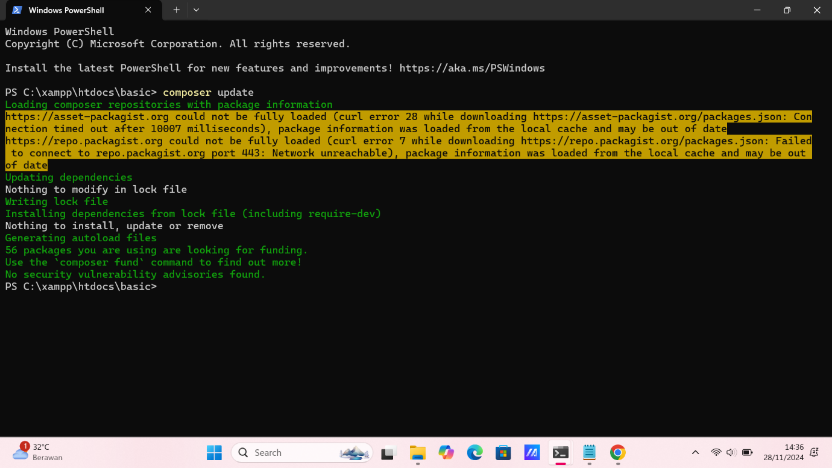 Windows PowerShell
Windows PowerShell
Copyright (C) Microsoft Corporation. All rights reserved.
Install the latest PowerShell for new features and improvements! https://aka.ms/PSWindows
PS C:\xampp\htdocs\basic> composer update
Loading composer repositories with package information
https://asset-packagist.org could not be fully loaded (curl error 28 while downloading https://asset-packagist.org/packages.json: Con
nection timed out after 10007 milliseconds), package information was loaded from the local cache and may be out of date
https://repo.packagist.org could not be fully loaded (curl error 7 while downloading https://repo.packagist.org/packages.json: Failed
to connect to repo.packagist.org port 443: Network unreachable), package information was loaded from the local cache and may be out
of date
Updating dependencies
Nothing to modify in lock file
Writing lock file
Installing dependencies from lock file (including require-dev)
Nothing to install, update or remove
Generating autoload files
56 packages you are using are looking for funding.
Use the `composer fund` command to find out more!
No security vulnerability advisories found.
PS C:\xampp\htdocs\basic>
1
32°C
Berawan
Search
14:36
28/11/2024